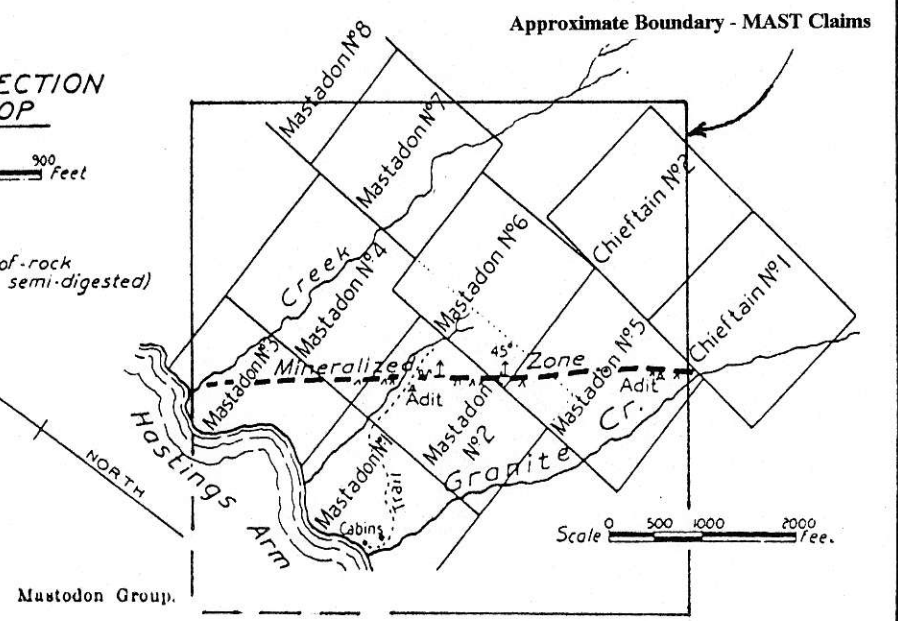 Approximate Boundary - MAST Claims
ECTION
OP
900
Feet
of-rock
semi-digested)
NORTH
Mastadon Nº8
Mastadon Nº7
Mastadon Nº6
Chieftain Nº2
Creek
Mastadon Nº4
Mastadon Nº5
Chieftain Nº1
Mastadon Nº3
Mineralized
45°
Zone
Adit
Adit
Mastadon
Nº2
Granite Cr.
Hastings
Arm
Mastadon Nº1
Trail
Cabins
Scale
0 500 1000 2000
Fee.
Mastodon Group.